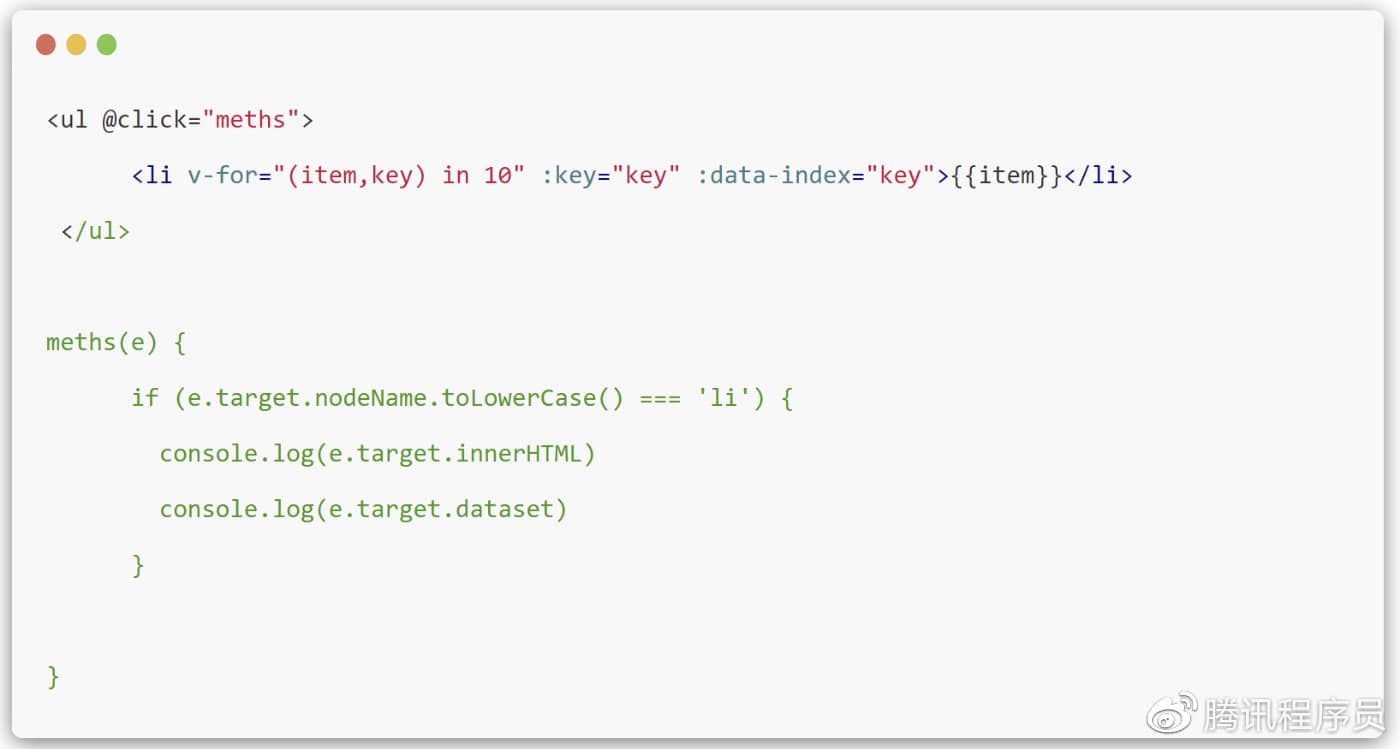 <ul @click="meths">
<li v-for="(item,key) in 10" :key="key" :data-index="key">{{item}}</li>
</ul>
meths(e) {
if (e.target.nodeName.toLowerCase() === 'li') {
console.log(e.target.innerHTML)
console.log(e.target.dataset)
}
}
腾讯程序员